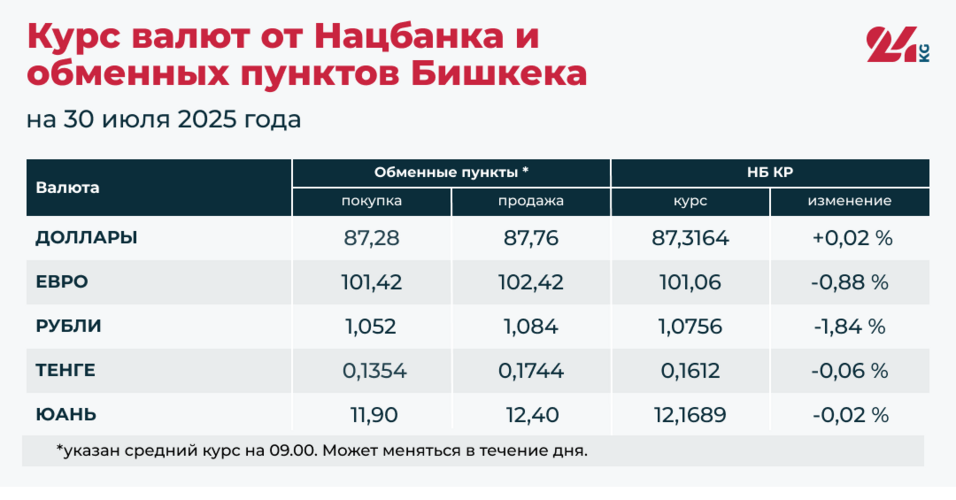 Курс валют от Нацбанка и
обменных пунктов Бишкека
на 30 июля 2025 года
24
KG
Валюта Обменные пункты * НБ КР
покупка продажа курс изменение
ДОЛЛАРЫ 87,28 87,76 87,3164 +0,02 %
ЕВРО 101,42 102,42 101,06 -0,88 %
РУБЛИ 1,052 1,084 1,0756 -1,84 %
ТЕНГЕ 0,1354 0,1744 0,1612 -0,06 %
ЮАНЬ 11,90 12,40 12,1689 -0,02 %
*указан средний курс на 09.00. Может меняться в течение дня.